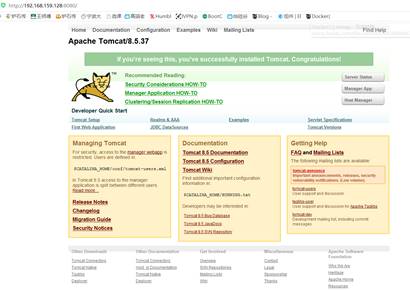 http://192.168.159.128:8080/
Home Documentation Configuration Examples Wiki Mailing Lists Find Help
Apache Tomcat/8.5.37
If you're seeing this, you've successfully installed Tomcat. Congratulations!
Recommended Reading:
Security Considerations HOW-TO
Manager Application HOW-TO
Clustering/Session Replication HOW-TO
Server Status
Manager App
Host Manager
Developer Quick Start
Tomcat Setup
First Web Application
Realms & AAA
JDBC DataSources
Examples
Servlet Specifications
Tomcat Versions
Managing Tomcat
For security, access to the manager webapp is
restricted. Users are defined in:
$CATALINA_HOME/conf/tomcat-users.xml
In Tomcat 8.5 access to the manager
application is split between different users.
Read more...
Release Notes
Changelog
Migration Guide
Security Notices
Documentation
Tomcat 8.5 Documentation
Tomcat 8.5 Configuration
Tomcat Wiki
Find additional important configuration
information in:
$CATALINA_HOME/RUNNING.txt
Developers may be interested in:
Tomcat 8.5 Bug Database
Tomcat 8.5 JavaDocs
Tomcat 8.5 SVN Repository
Getting Help
FAQ and Mailing Lists
The following mailing lists are available:
tomcat-announce
Important announcements, releases, security
vulnerability notifications. (Low volume).
tomcat-users
User support and discussion
taglibs-user
User support and discussion for Apache Taglibs
tomcat-dev
Development mailing list, including commit
messages
Other Downloads
Tomcat Connectors
Tomcat Native
Taglibs
Deployer
Other Documentation
Tomcat Connectors
mod_jk Documentation
Tomcat Native
Deployer
Get Involved
Overview
SVN Repositories
Mailing Lists
Wiki
Miscellaneous
Contact
Legal
Sponsorship
Thanks
Apache Software
Foundation
Who We Are
Heritage
Apache Home
Resources